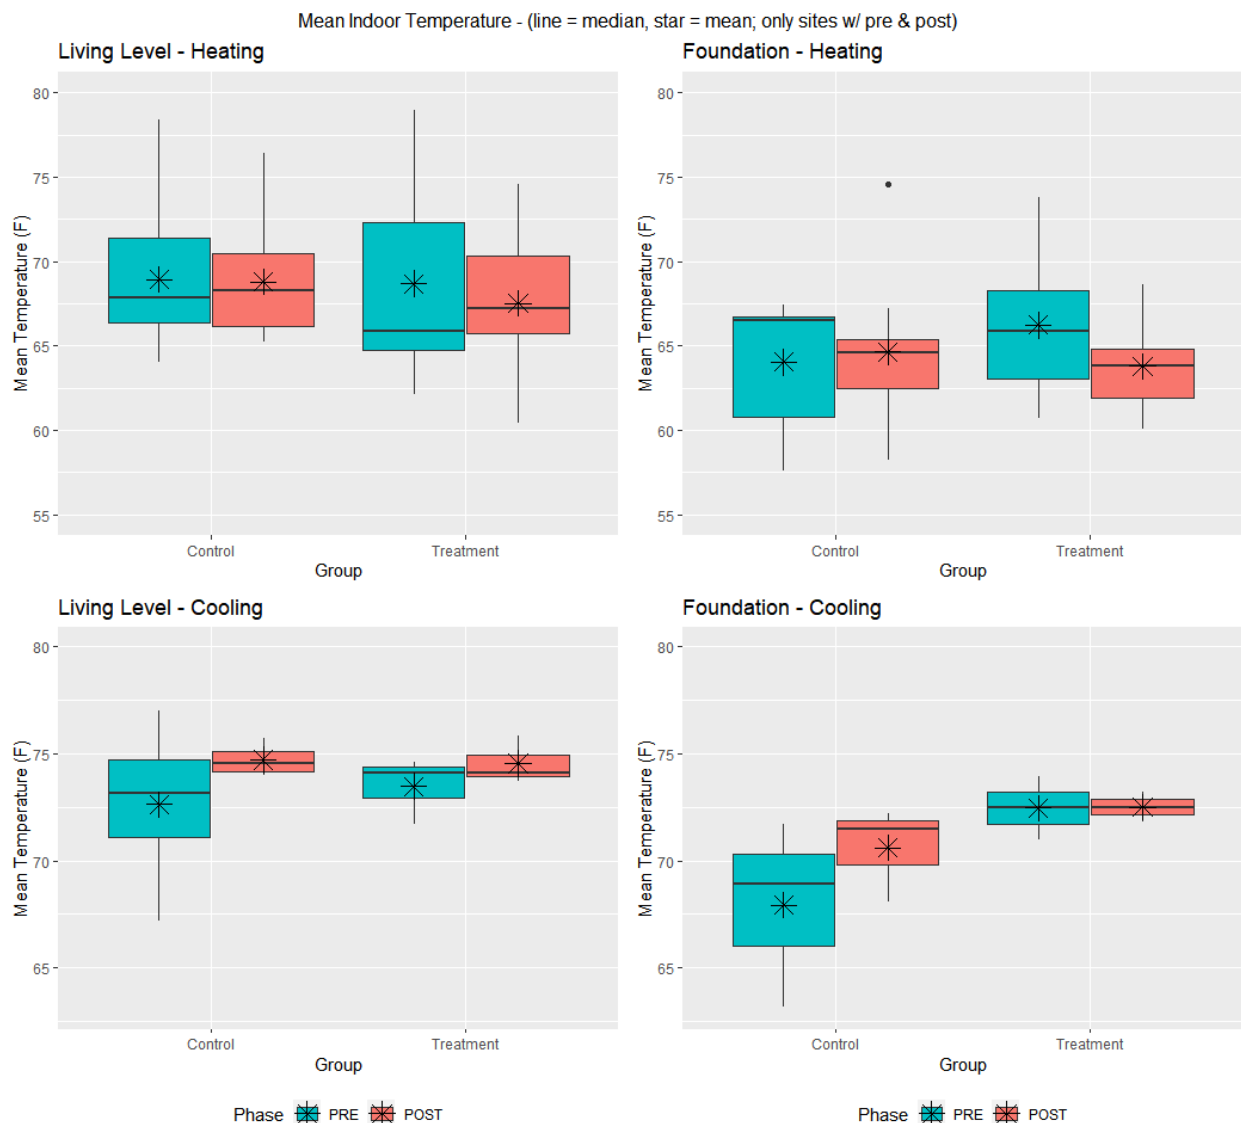 Mean Indoor Temperature - (line = median, star = mean; only sites w/ pre & post)
Living Level - Heating
80
75
70
65
60
55
Mean Temperature (F)
Control
Treatment
Group
Foundation - Heating
80
75
70
65
60
55
Mean Temperature (F)
Control
Treatment
Group
Living Level - Cooling
80
75
70
65
Mean Temperature (F)
Control
Treatment
Group
Foundation - Cooling
80
75
70
65
Mean Temperature (F)
Control
Treatment
Group
Phase PRE POST
Phase PRE POST